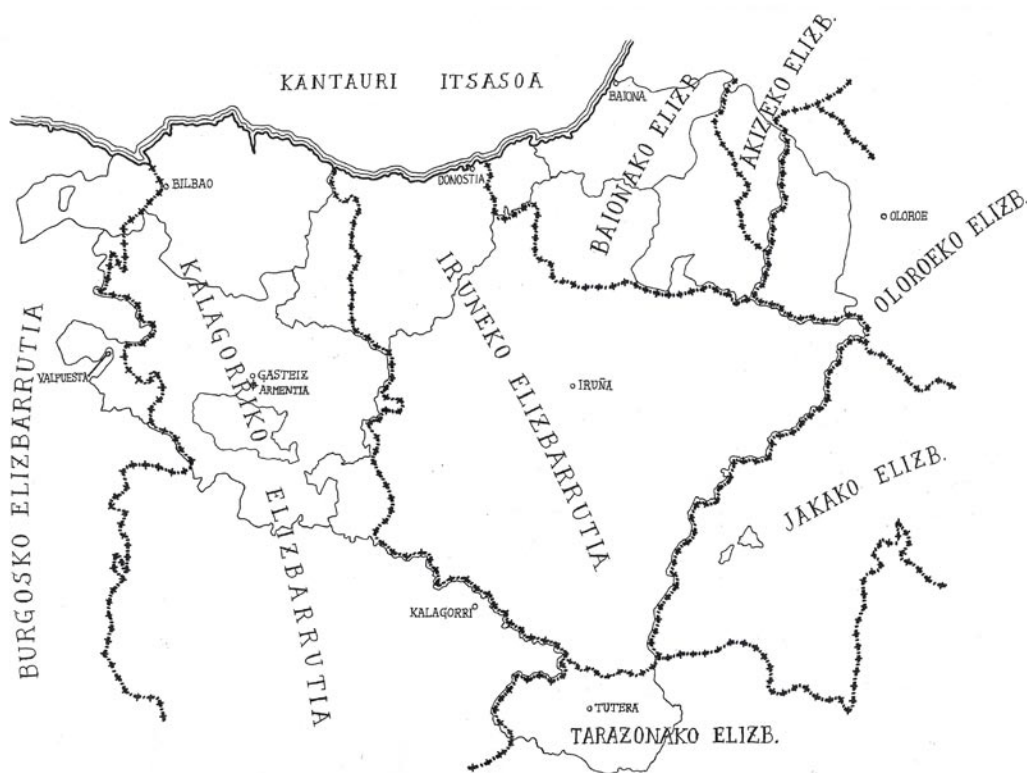 KANTAURI ITSASOA
BAIONA
BAIONAKO ELIZB.
AKIZEKO ELIZB.
DONOSTIA
BILBAO
OLOROE
OLOROEKO ELIZB.
KALAGORRIKO
ELIZBARRUTIA
IRUNEKO ELIZBARRUTIA
BURGOSKO ELIZBARRUTIA
VALPUESTA
GASTEIZ
ARMENTIA
IRUÑA
JAKAKO ELIZB.
KALAGORRI
TUTERA
TARAZONAKO ELIZB.